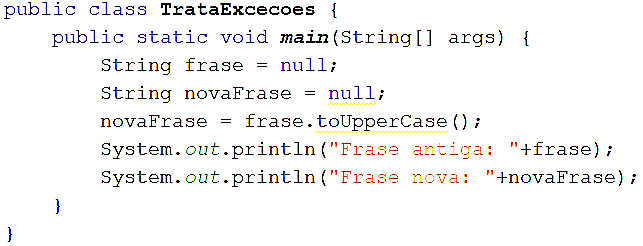 public class TrataExcecoes {
public static void main(String[] args) {
String frase = null;
String novaFrase = null;
novaFrase = frase.toUpperCase();
System.out.println("Frase antiga: "+frase);
System.out.println("Frase nova: "+novaFrase);
}
}